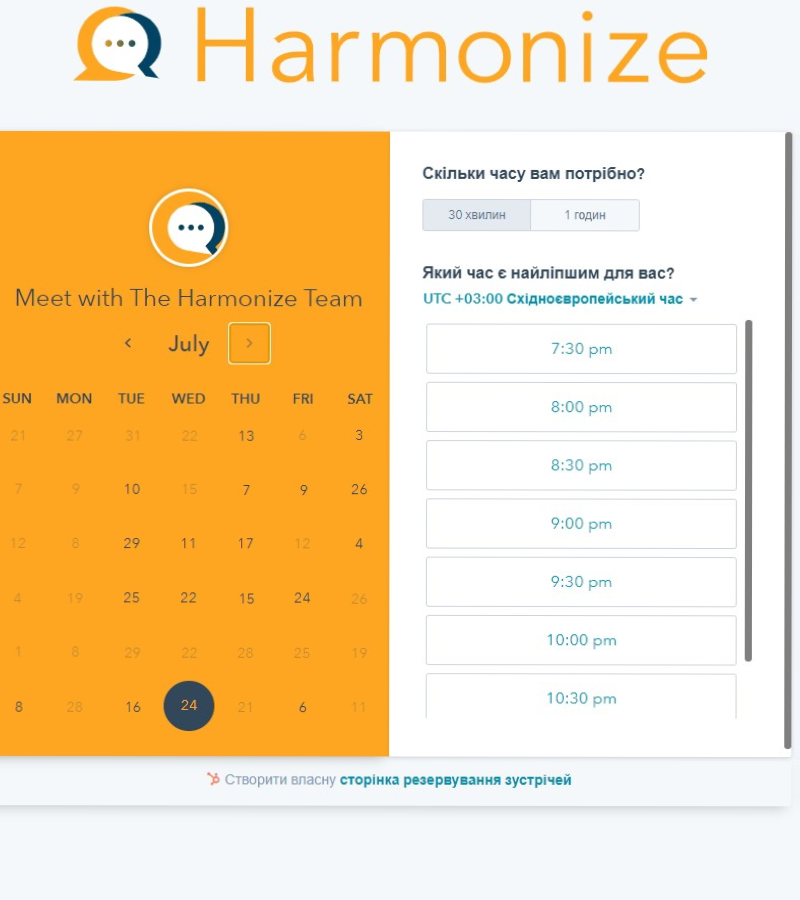 Harmonize
Meet with The Harmonize Team
July
SUN MON TUE WED THU FRI SAT
21 27 31 22 13 6 3
7 9 10 15 7 9 26
12 8 29 11 17 12 4
4 19 25 22 15 24 26
1 8 29 22 28 25 19
8 28 16 24 21 6 11
Скільки часу вам потрібно?
30 хвилин 1 годин
Який час є найліпшим для вас?
UTC +03:00 Східноєвропейський час
7:30 pm
8:00 pm
8:30 pm
9:00 pm
9:30 pm
10:00 pm
10:30 pm
Створити власну сторінка резервування зустрічей